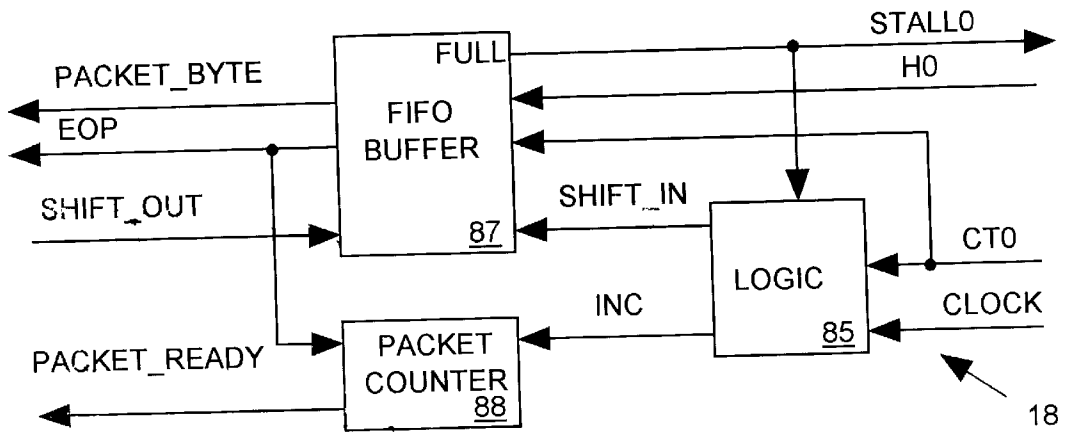 STALL0
FULL
H0
PACKET_BYTE
FIFO
BUFFER
EOP
SHIFT_OUT
SHIFT_IN
87
CT0
LOGIC
INC
CLOCK
85
PACKET_READY
PACKET
COUNTER
88
18